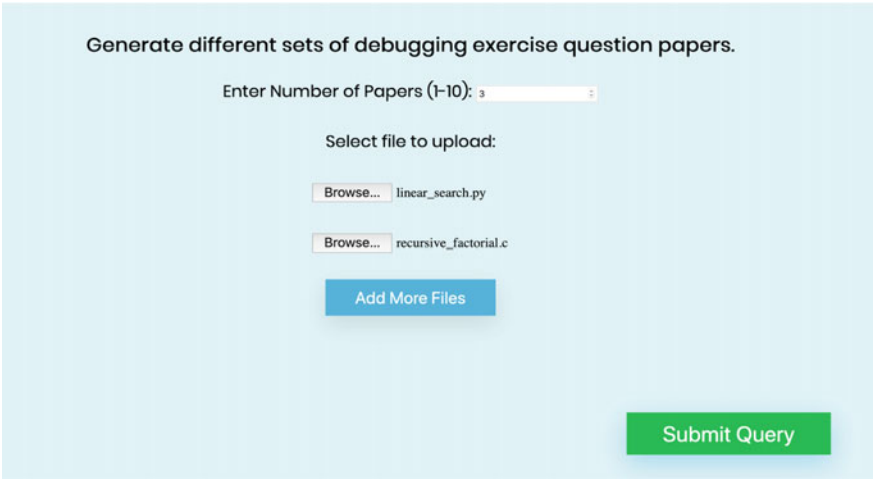 Generate different sets of debugging exercise question papers.
Enter Number of Papers (1-10): 3
Select file to upload:
Browse... linear_search.py
Browse... recursive_factorial.c
Add More Files
Submit Query